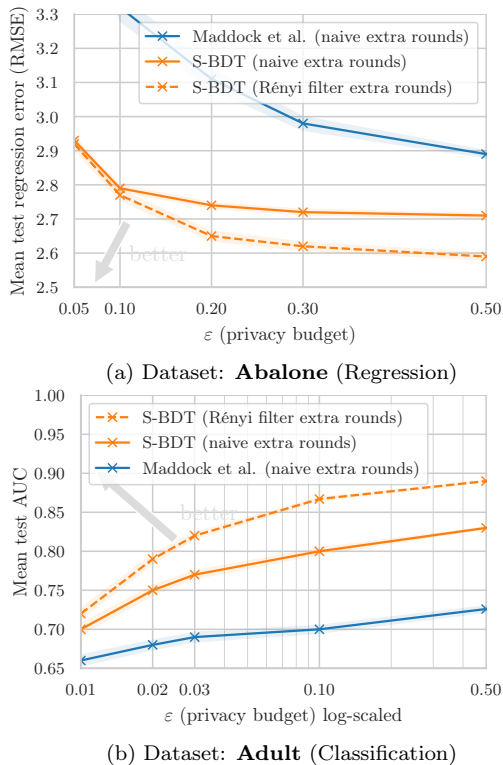 Mean test regression error (RMSE)
3.3
3.2
3.1
3.0
2.9
2.8
2.7
2.6
2.5
Maddock et al. (naive extra rounds)
S-BDT (naive extra rounds)
S-BDT (Rényi filter extra rounds)
better
0.05 0.10 0.20 0.30 0.50
ε (privacy budget)
(a) Dataset: Abalone (Regression)
Mean test AUC
1.00
0.95
0.90
0.85
0.80
0.75
0.70
0.65
S-BDT (Rényi filter extra rounds)
S-BDT (naive extra rounds)
Maddock et al. (naive extra rounds)
better
0.01 0.02 0.03 0.10 0.50
ε (privacy budget) log-scaled
(b) Dataset: Adult (Classification)